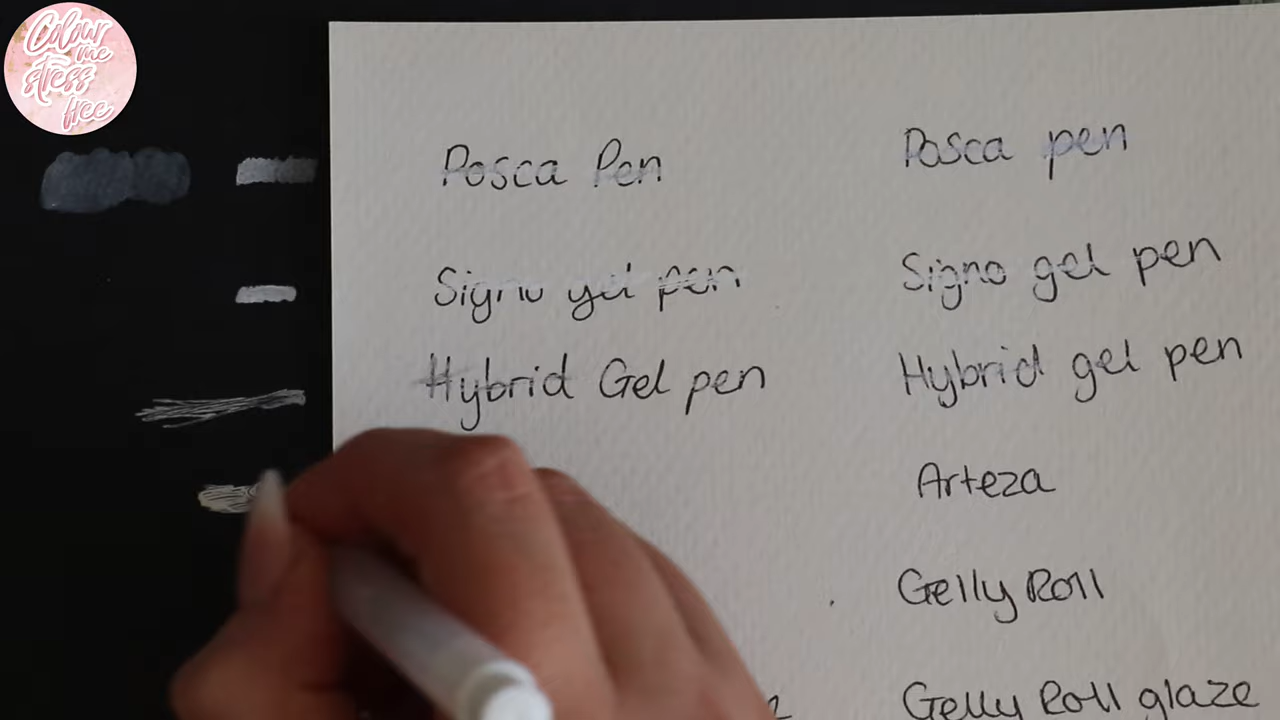 Colour
me
stress
free
Posca Pen
Posca pen
Signo gel pen
Signo gel pen
Hybrid Gel pen
Hybrid gel pen
Arteza
Gelly Roll
Gelly Roll glaze